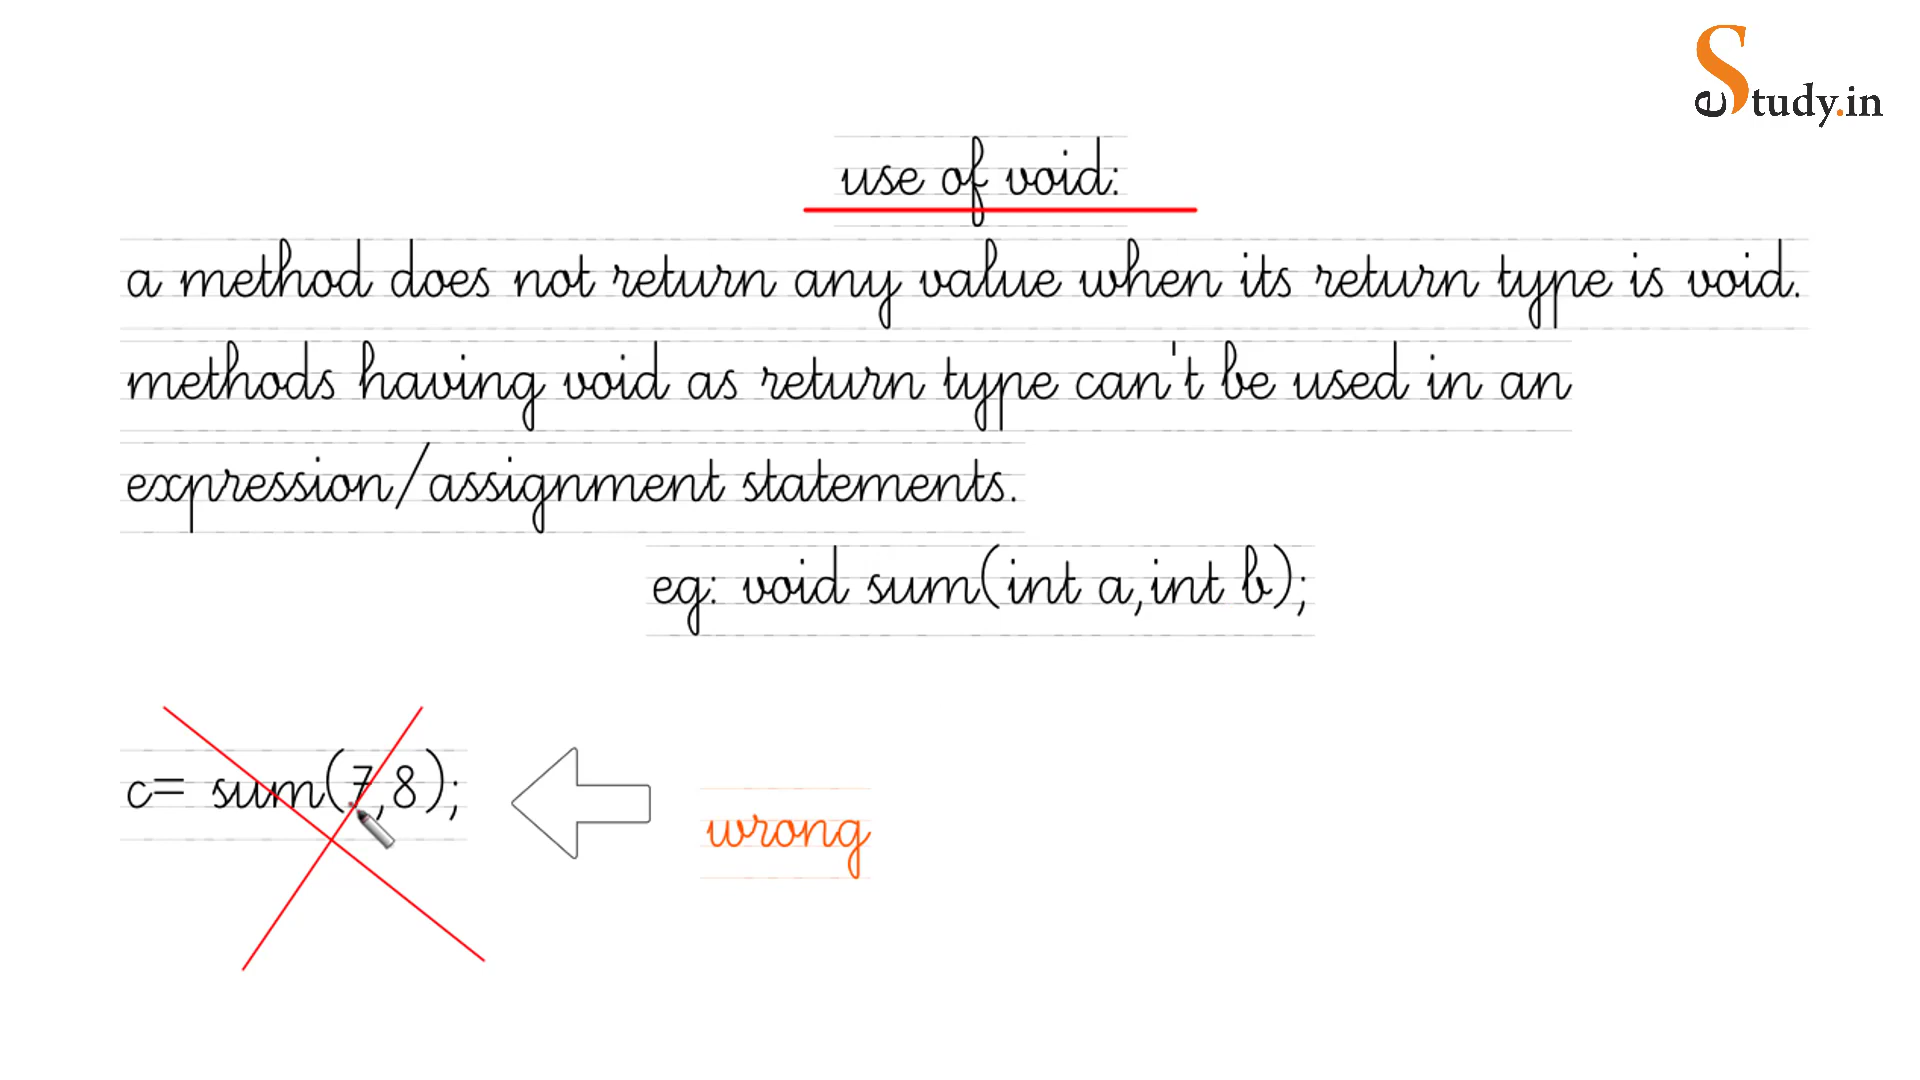 eStudy.in
use of void:
a method does not return any value when its return type is void.
methods having void as return type can't be used in an
expression/assignment statements.
eg: void sum(int a,int b);
c= sum(7,8);
wrong